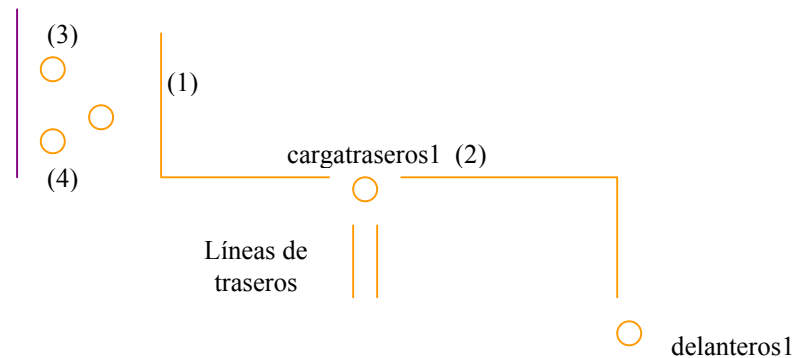 (3)
(1)
(4)
cargatraseros1 (2)
Líneas de
traseros
delanteros1